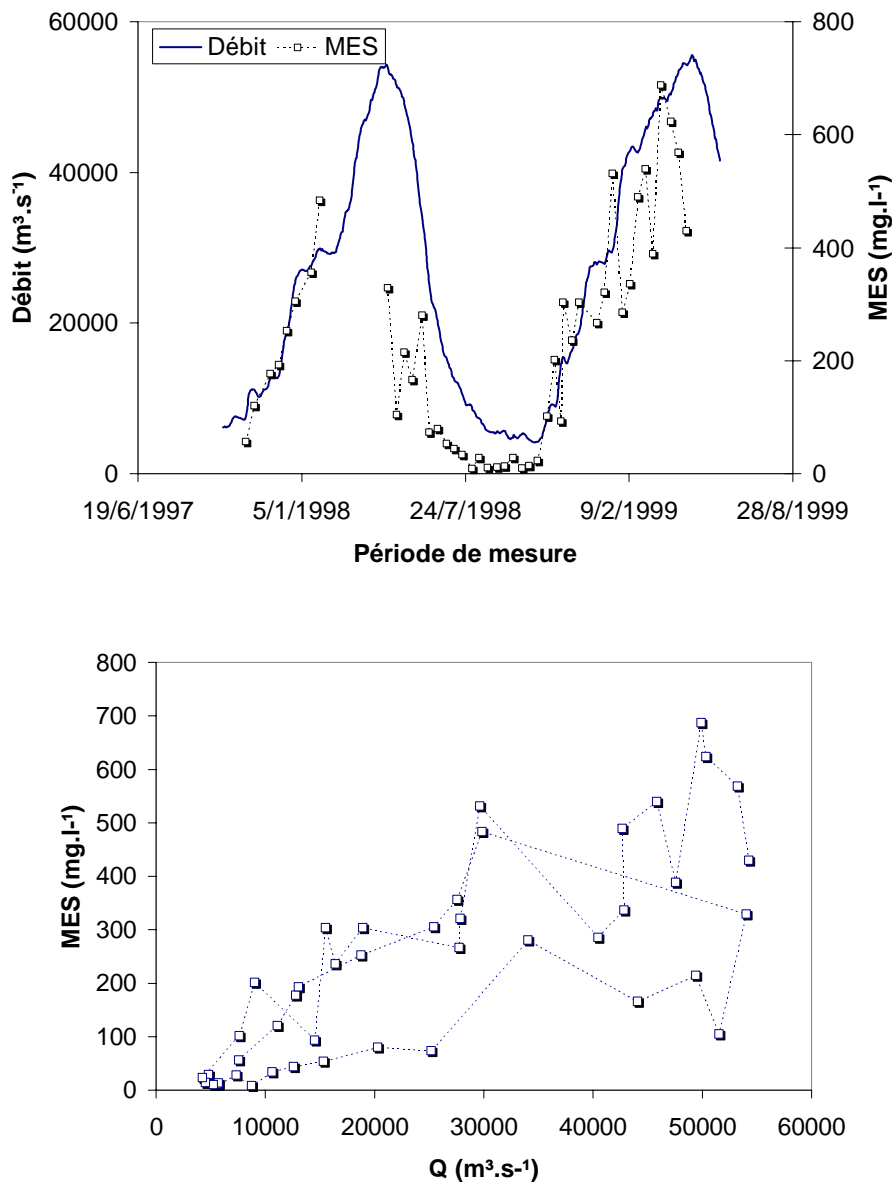 60000
40000
20000
0
Débit (m³.s⁻¹)
Débit
MES
800
600
400
200
0
MES (mg.l-¹)
19/6/1997 5/1/1998 24/7/1998 9/2/1999 28/8/1999
Période de mesure
800
700
600
500
400
300
200
100
0
MES (mg.l-¹)
0 10000 20000 30000 40000 50000 60000
Q (m³.s-¹)